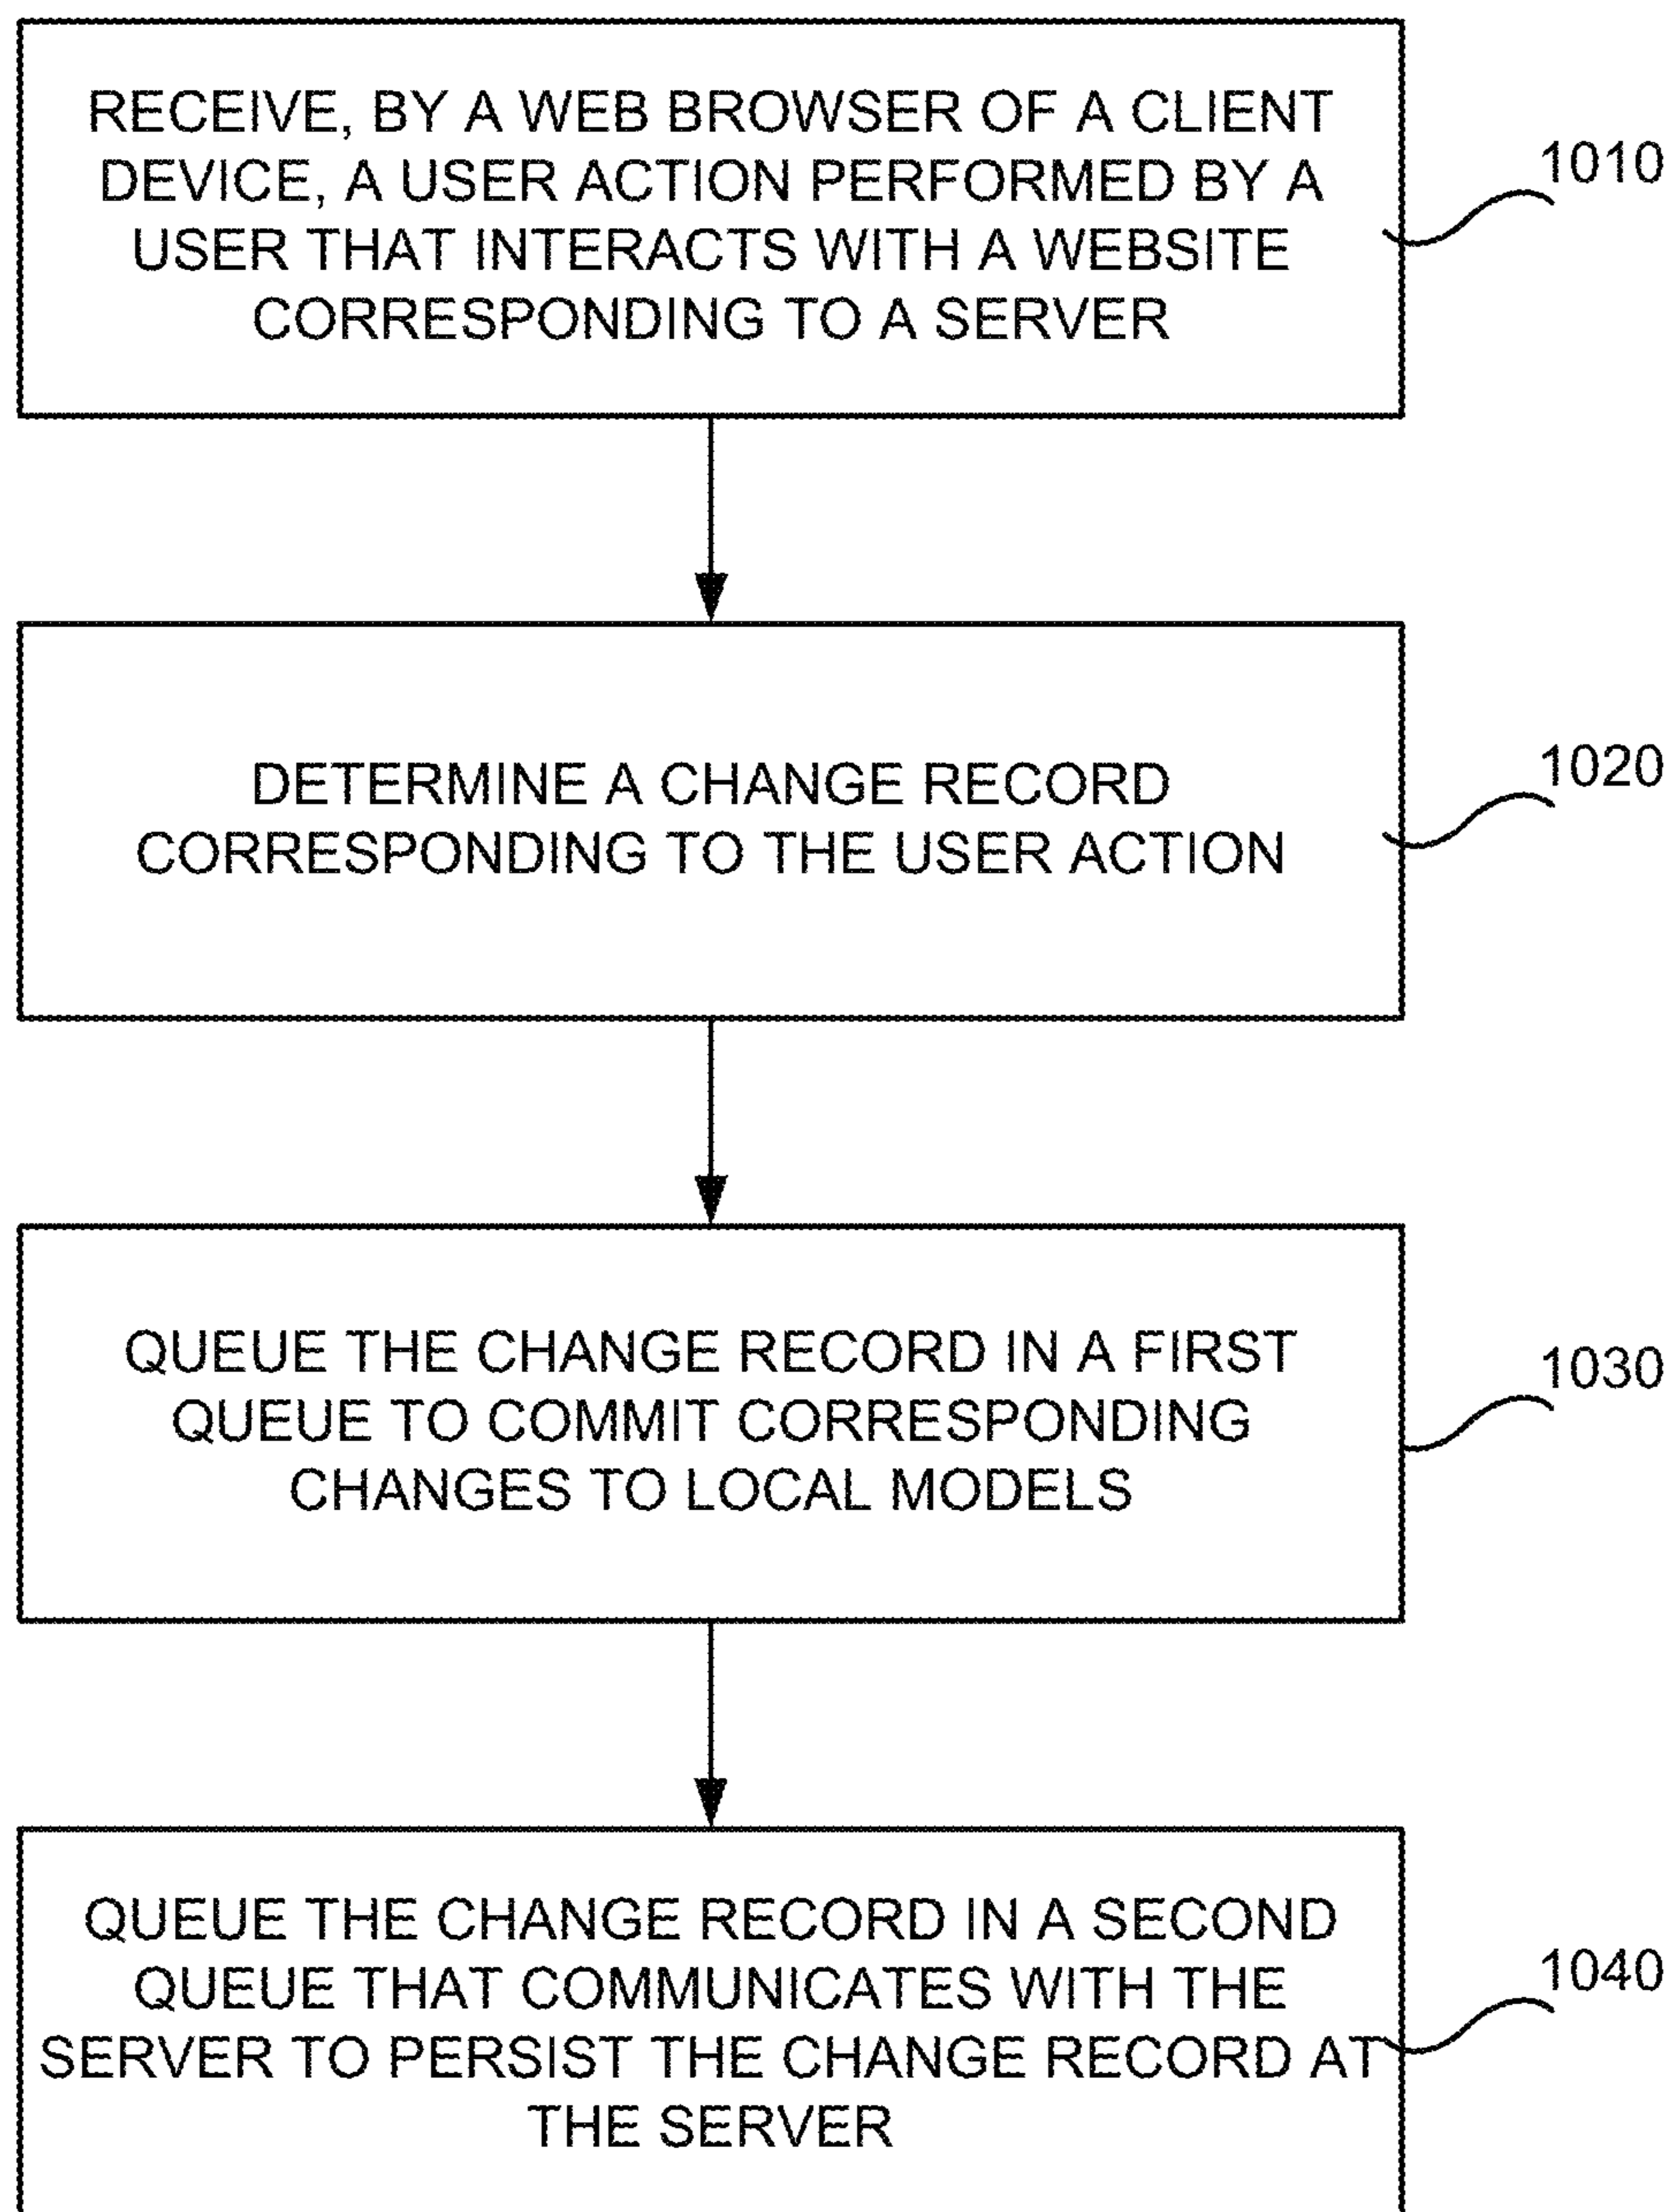 RECEIVE, BY A WEB BROWSER OF A CLIENT
DEVICE, A USER ACTION PERFORMED BY A
USER THAT INTERACTS WITH A WEBSITE
CORRESPONDING TO A SERVER
1010
DETERMINE A CHANGE RECORD
CORRESPONDING TO THE USER ACTION
1020
QUEUE THE CHANGE RECORD IN A FIRST
QUEUE TO COMMIT CORRESPONDING
CHANGES TO LOCAL MODELS
1030
QUEUE THE CHANGE RECORD IN A SECOND
QUEUE THAT COMMUNICATES WITH THE
SERVER TO PERSIST THE CHANGE RECORD AT
THE SERVER
1040